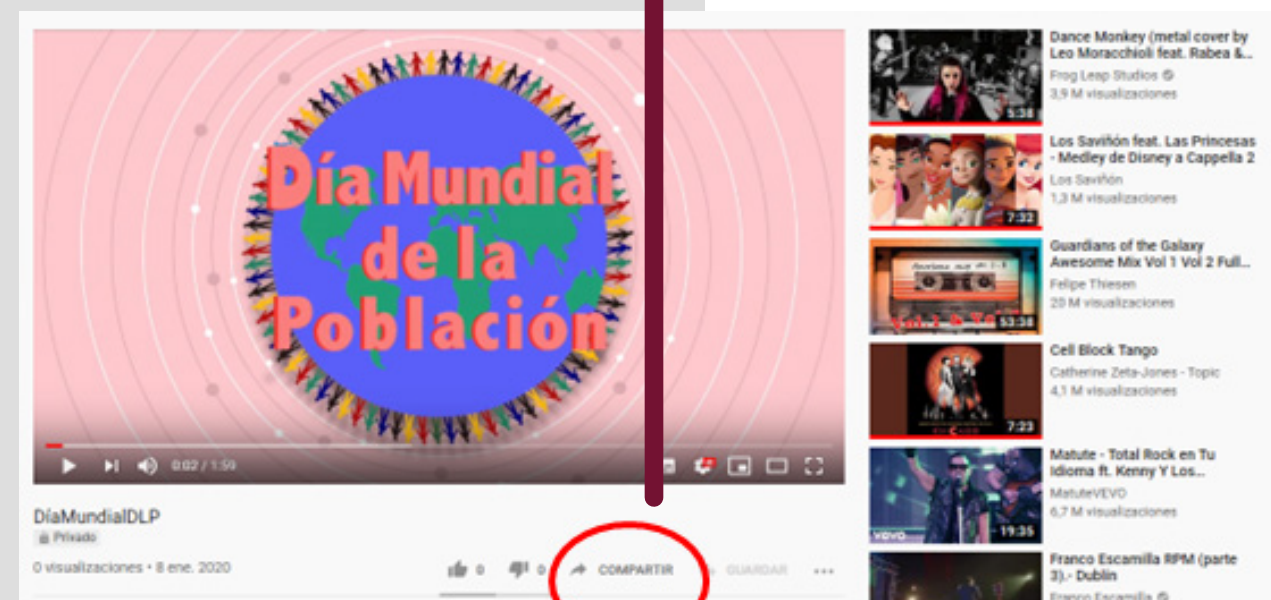 Día Mundial
de la
Población
0:02 / 1:59
DíaMundialDLP
Privado
0 visualizaciones • 8 ene. 2020
0
0
COMPARTIR
GUARDAR
Dance Monkey (metal cover by
Leo Moracchioli feat. Rabea &...
Frog Leap Studios
3,9 M visualizaciones
5:38
Los Saviñón feat. Las Princesas
- Medley de Disney a Cappella 2
Los Saviñón
1,3 M visualizaciones
7:32
Guardians of the Galaxy
Awesome Mix Vol 1 Vol 2 Full...
Felipe Thiesen
20 M visualizaciones
53:38
Cell Block Tango
Catherine Zeta-Jones - Topic
4,1 M visualizaciones
7:23
Matute - Total Rock en Tu
Idioma ft. Kenny Y Los...
MatuteVEVO
6,7 M visualizaciones
vevo
19:35
Franco Escamilla RPM (parte
3).- Dublín
Franco Escamilla